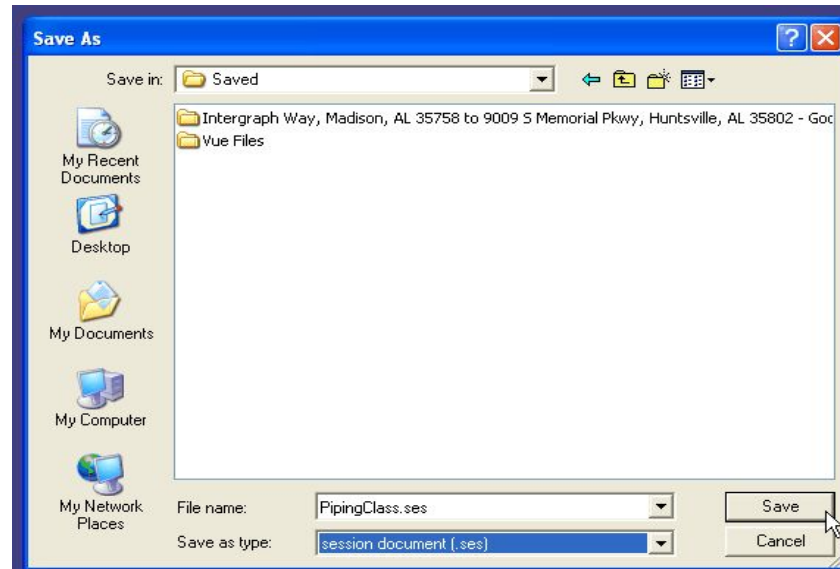 Save As
Save in:
Saved
Intergraph Way, Madison, AL 35758 to 9009 S Memorial Pkwy, Huntsville, AL 35802 - Goo
Vue Files
My Recent
Documents
Desktop
My Documents
My Computer
My Network
Places
File name:
PipingClass.ses
Save
Save as type:
session document (.ses)
Cancel